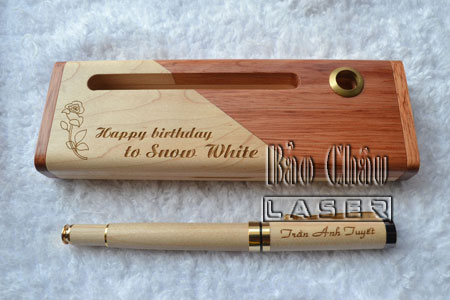 Happy birthday
to Snow White
Bảo Châu
LASER
Trần Anh Tuyết